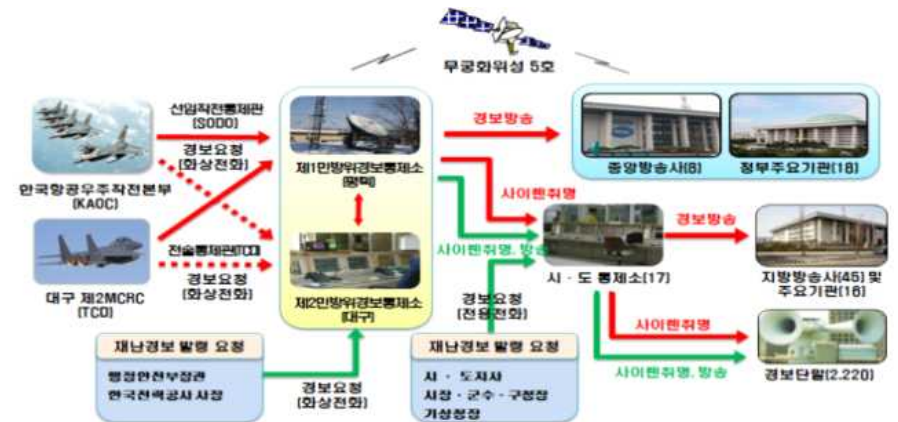 무궁화위성 5호
선임작전통제관
(SODO)
경보요청
(화상전화)
한국항공우주작전본부
(KAOC)
제1민방위경보통제소
(평택)
경보방송
중앙방송사(8)
정부주요기관(18)
사이렌취명
사이렌취명, 방송
전술통제관(TCD)
경보요청
(화상전화)
대구 제2MCRC
(TCD)
제2민방위경보통제소
(대구)
시 · 도 통제소(17)
경보방송
지방방송사(45) 및
주요기관(16)
경보요청
(전용전화)
사이렌취명
사이렌취명, 방송
경보단말(2,220)
재난경보 발령 요청
행정안전부장관
한국전력공사 사장
경보요청
(화상전화)
재난경보 발령 요청
시 · 도지사
시장 · 군수 · 구청장
기상청장